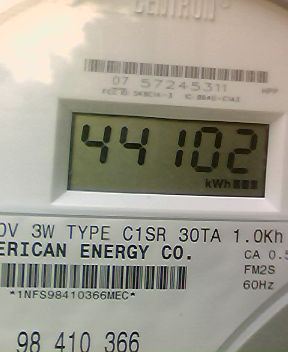 CENTRON
07 57245311
HPP
44102
kWh
0V 3W TYPE C1SR 30TA 1.0Kh
ERICAN ENERGY CO.
CA 0.5
FM2S
60Hz
*1NFS98410366MEC*
98 410 366